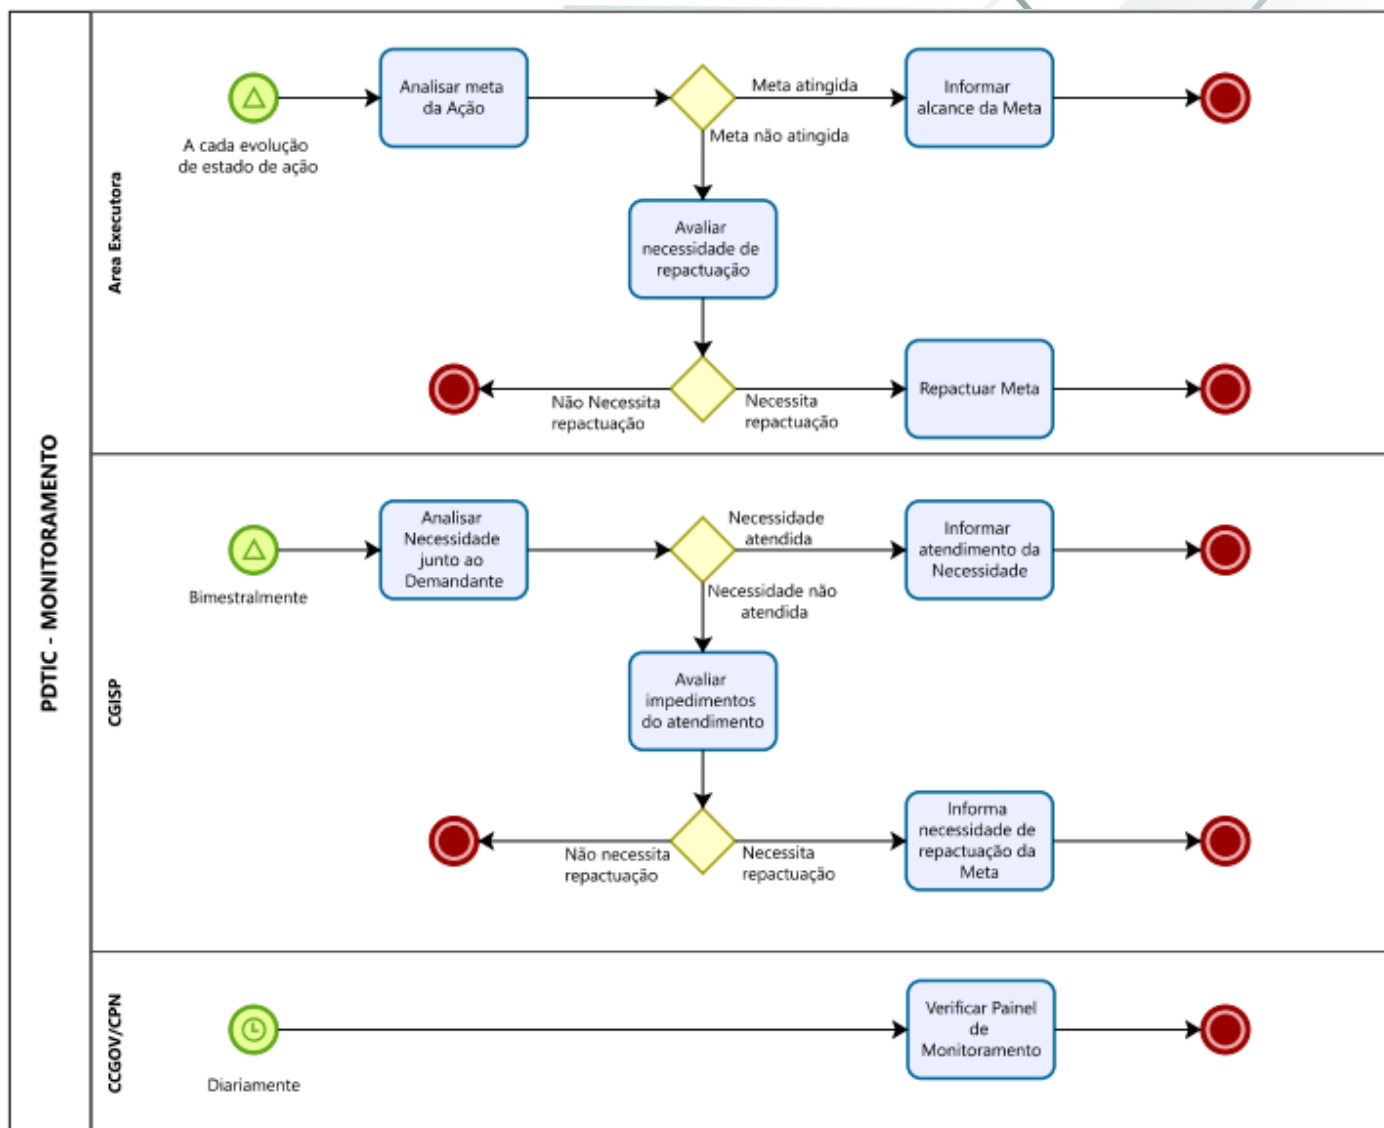 PDTIC - MONITORAMENTO
Area Executora
A cada evolução
de estado de ação
Analisar meta
da Ação
Meta atingida
Meta não atingida
Informar
alcance da Meta
Avaliar
necessidade de
repactuação
Não Necessita
repactuação
Necessita
repactuação
Repactuar Meta
CGISP
Bimestralmente
Analisar
Necessidade
junto ao
Demandante
Necessidade
atendida
Necessidade não
atendida
Informar
atendimento da
Necessidade
Avaliar
impedimentos
do atendimento
Não necessita
repactuação
Necessita
repactuação
Informa
necessidade de
repactuação da
Meta
CCGOV/CPN
Diariamente
Verificar Painel
de
Monitoramento